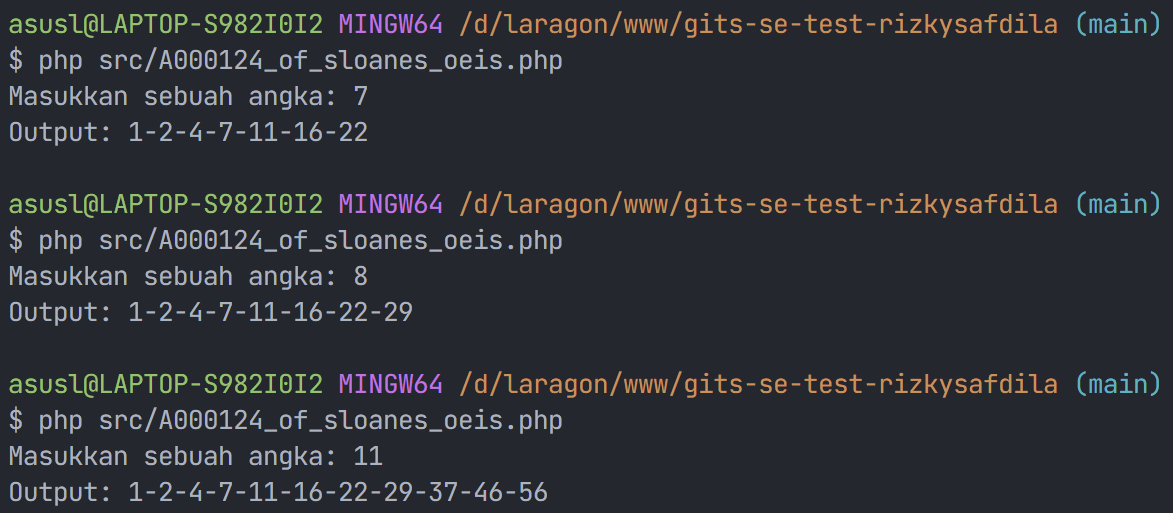 asusl@LAPTOP-S982I0I2 MINGW64 /d/laragon/www/gits-se-test-rizkysafdila (main)
$ php src/A000124_of_sloanes_oeis.php
Masukkan sebuah angka: 7
Output: 1-2-4-7-11-16-22
asusl@LAPTOP-S982I0I2 MINGW64 /d/laragon/www/gits-se-test-rizkysafdila (main)
$ php src/A000124_of_sloanes_oeis.php
Masukkan sebuah angka: 8
Output: 1-2-4-7-11-16-22-29
asusl@LAPTOP-S982I0I2 MINGW64 /d/laragon/www/gits-se-test-rizkysafdila (main)
$ php src/A000124_of_sloanes_oeis.php
Masukkan sebuah angka: 11
Output: 1-2-4-7-11-16-22-29-37-46-56